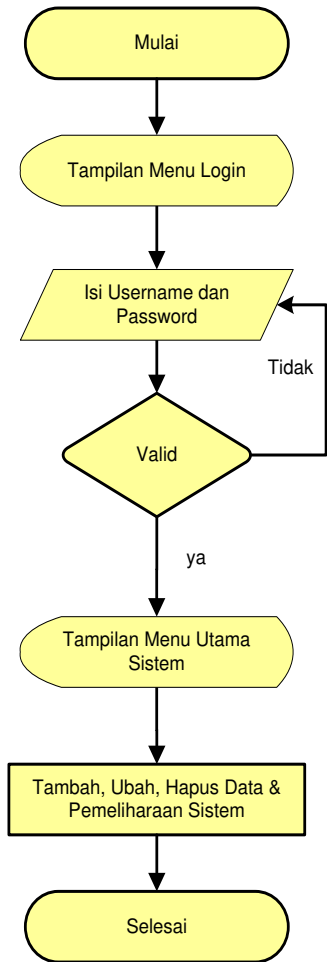 Mulai
Tampilan Menu Login
Isi Username dan
Password
Tidak
Valid
ya
Tampilan Menu Utama
Sistem
Tambah, Ubah, Hapus Data &
Pemeliharaan Sistem
Selesai